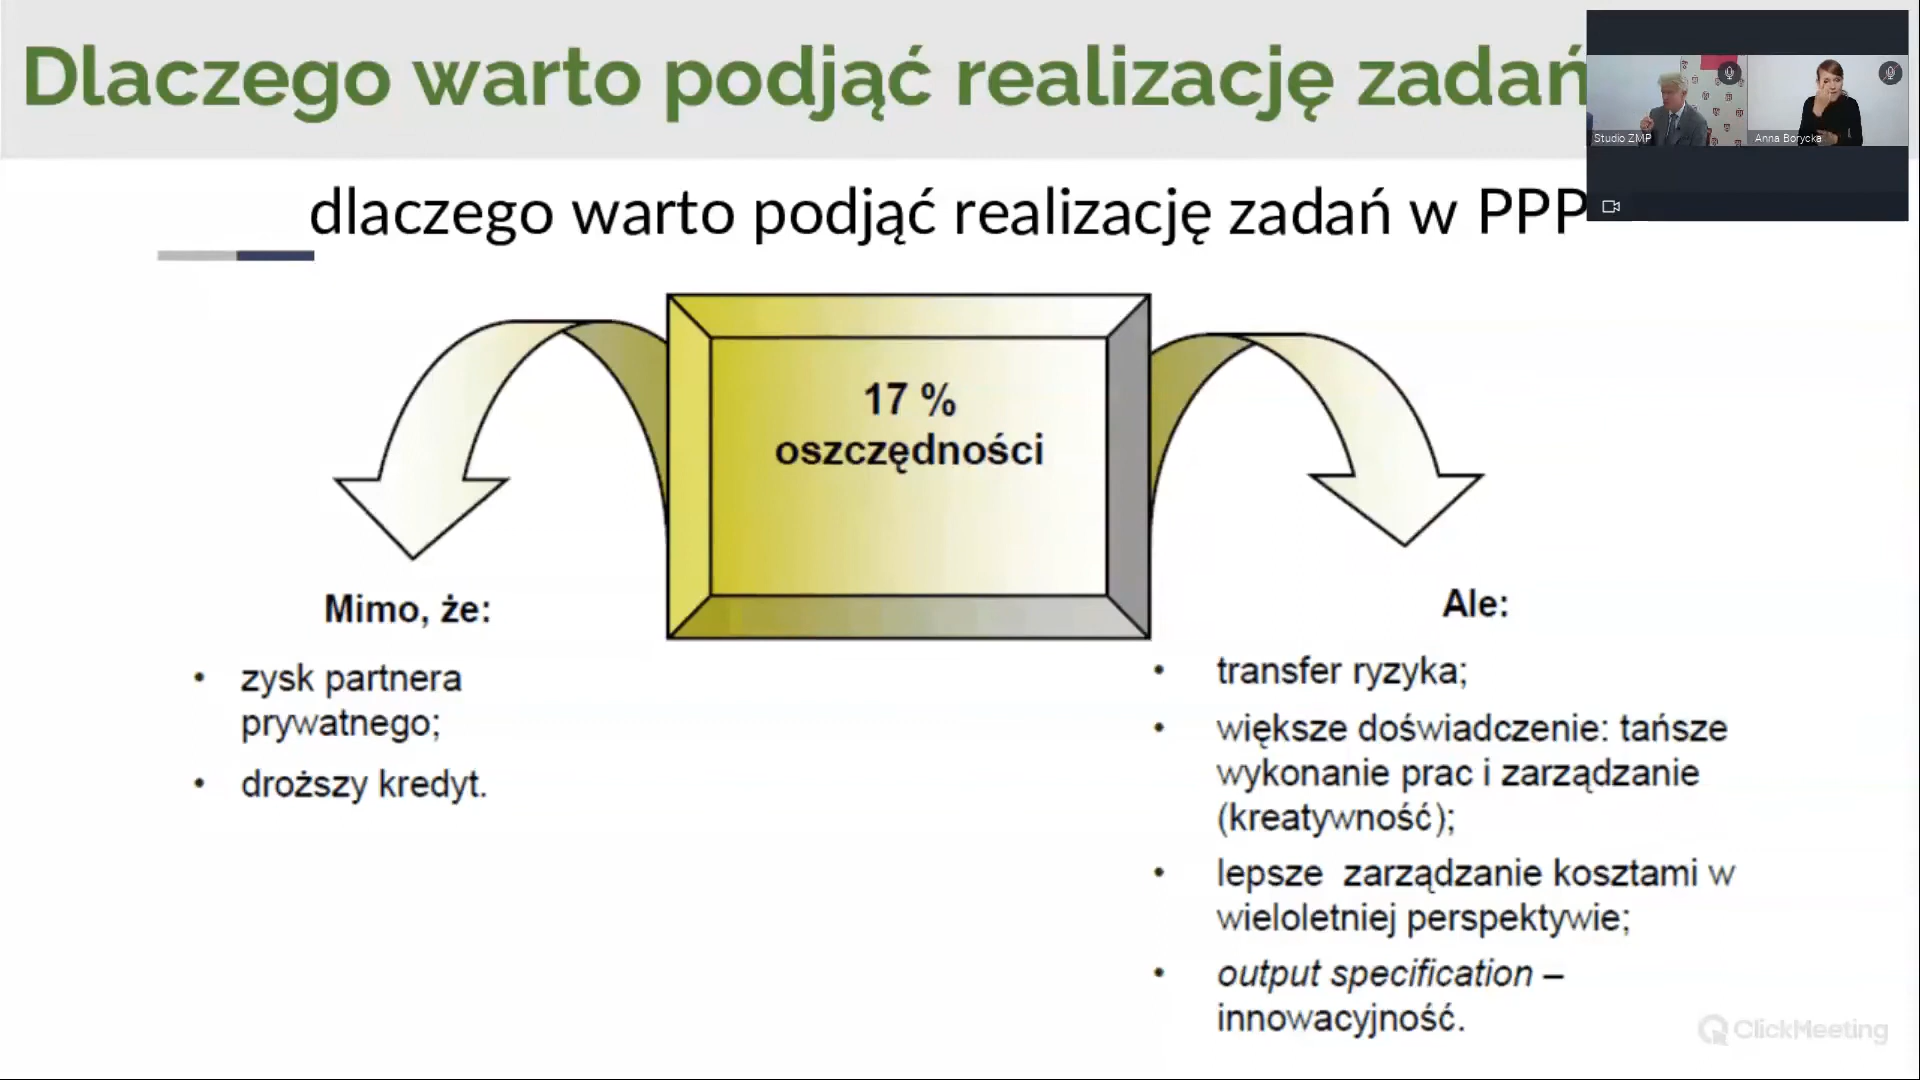 Dlaczego warto podjąć realizację zadań
Studio ZMP
Anna Borycka
dlaczego warto podjąć realizację zadań w PPP
17 %
oszczędności
Mimo, że:
• zysk partnera
prywatnego;
• droższy kredyt.
Ale:
• transfer ryzyka;
• większe doświadczenie: tańsze
wykonanie prac i zarządzanie
(kreatywność);
• lepsze zarządzanie kosztami w
wieloletniej perspektywie;
• output specification –
innowacyjność.
ClickMeeting